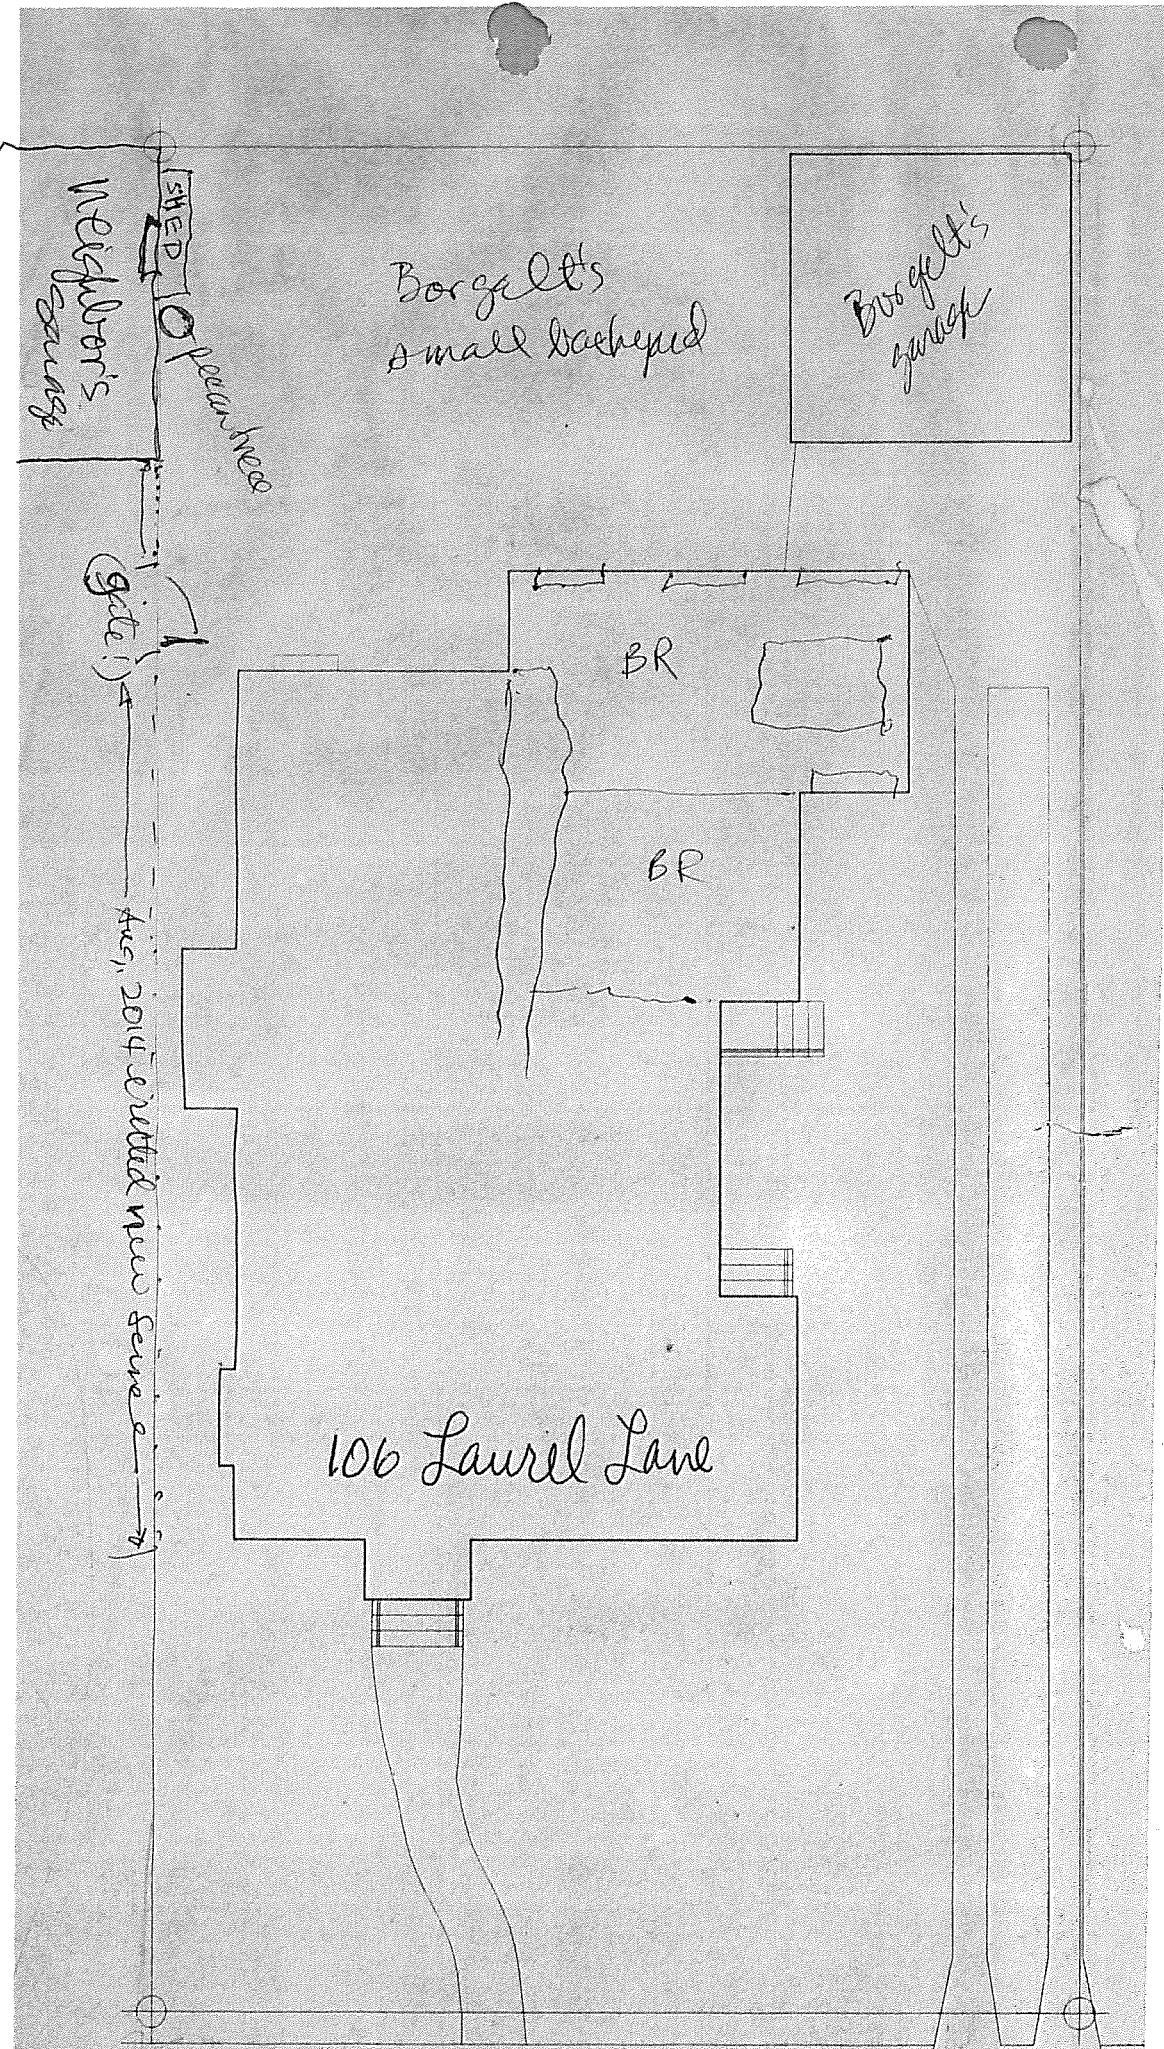 SHED
Neighbor's
Garage
pecan tree
Borgelt's
small backyard
Borgelt's
garage
(gate!)
BR
BR
Aug, 2014 erected new fence
106 Laurel Lane